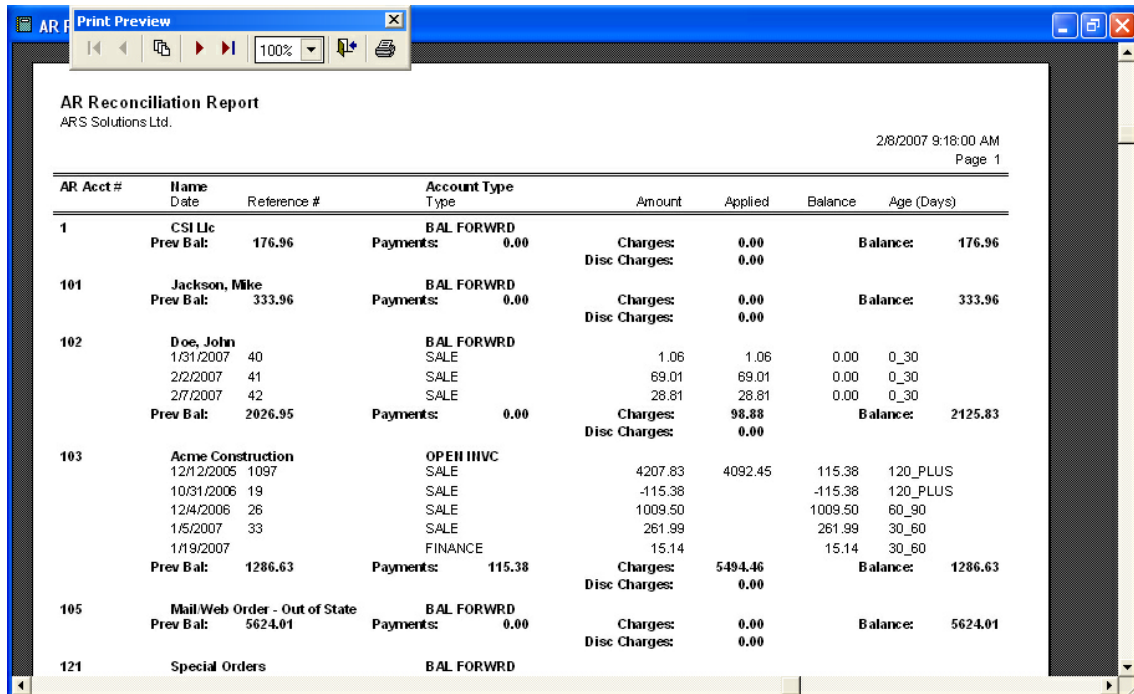 AR F
Print Preview
100%
AR Reconciliation Report
ARS Solutions Ltd.
2/8/2007 9:18:00 AM
Page 1
AR Acct # Name Account Type
Date Reference # Type Amount Applied Balance Age (Days)
1 CSI Llc BAL FORWRD
Prev Bal: 176.96 Payments: 0.00 Charges: 0.00 Balance: 176.96
Disc Charges: 0.00
101 Jackson, Mike BAL FORWRD
Prev Bal: 333.96 Payments: 0.00 Charges: 0.00 Balance: 333.96
Disc Charges: 0.00
102 Doe, John BAL FORWRD
1/31/2007 40 SALE 1.06 1.06 0.00 0_30
2/2/2007 41 SALE 69.01 69.01 0.00 0_30
2/7/2007 42 SALE 28.81 28.81 0.00 0_30
Prev Bal: 2026.95 Payments: 0.00 Charges: 98.88 Balance: 2125.83
Disc Charges: 0.00
103 Acme Construction OPEN INVC
12/12/2005 1097 SALE 4207.83 4092.45 115.38 120_PLUS
10/31/2006 19 SALE -115.38 -115.38 120_PLUS
12/4/2006 26 SALE 1009.50 1009.50 60_90
1/5/2007 33 SALE 261.99 261.99 30_60
1/19/2007 FINANCE 15.14 15.14 30_60
Prev Bal: 1286.63 Payments: 115.38 Charges: 5494.46 Balance: 1286.63
Disc Charges: 0.00
105 Mail/Web Order - Out of State BAL FORWRD
Prev Bal: 5624.01 Payments: 0.00 Charges: 0.00 Balance: 5624.01
Disc Charges: 0.00
121 Special Orders BAL FORWRD